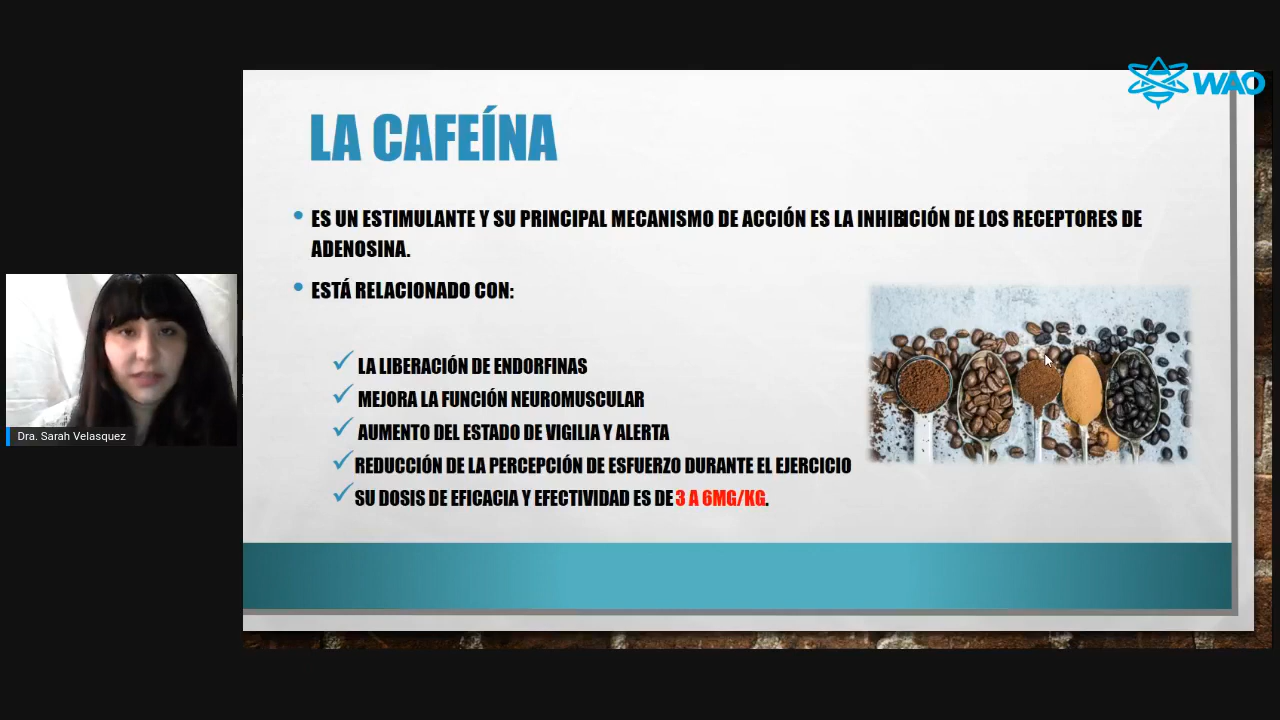 WAO
LA CAFEÍNA
• ES UN ESTIMULANTE Y SU PRINCIPAL MECANISMO DE ACCIÓN ES LA INHIBICIÓN DE LOS RECEPTORES DE
ADENOSINA.
• ESTÁ RELACIONADO CON:
✓ LA LIBERACIÓN DE ENDORFINAS
✓ MEJORA LA FUNCIÓN NEUROMUSCULAR
✓ AUMENTO DEL ESTADO DE VIGILIA Y ALERTA
✓ REDUCCIÓN DE LA PERCEPCIÓN DE ESFUERZO DURANTE EL EJERCICIO
✓ SU DOSIS DE EFICACIA Y EFECTIVIDAD ES DE 3 A 6MG/KG.
Dra. Sarah Velasquez